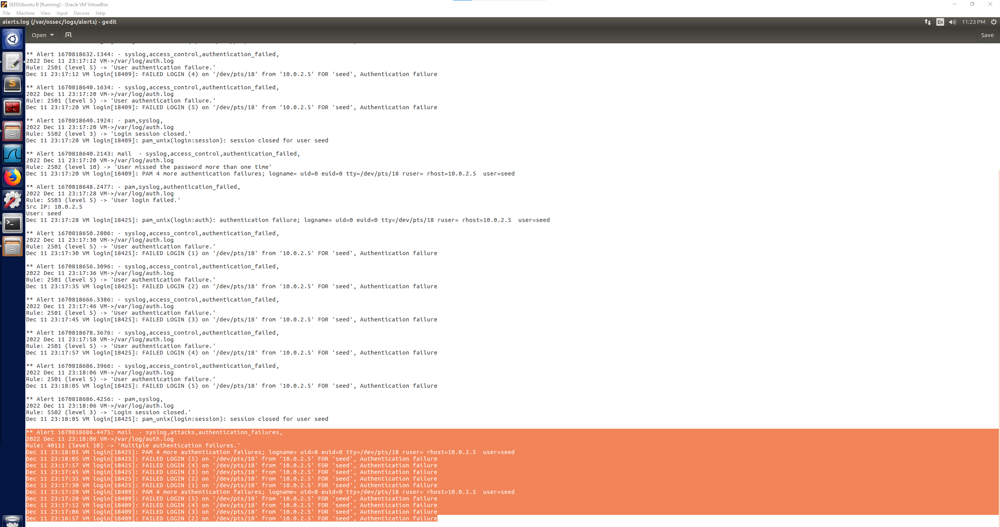 SEEDUbuntu B [Running] - Oracle VM VirtualBox
File Machine View Input Devices Help
alerts.log (/var/ossec/logs/alerts) - gedit
En
11:23 PM
Open
Save
** Alert 1670818632.1344: - syslog,access_control,authentication_failed,
2022 Dec 11 23:17:12 VM->/var/log/auth.log
Rule: 2501 (level 5) -> 'User authentication failure.'
Dec 11 23:17:12 VM login[18409]: FAILED LOGIN (4) on '/dev/pts/18' from '10.0.2.5' FOR 'seed', Authentication failure
** Alert 1670818640.1634: - syslog,access_control,authentication_failed,
2022 Dec 11 23:17:20 VM->/var/log/auth.log
Rule: 2501 (level 5) -> 'User authentication failure.'
Dec 11 23:17:20 VM login[18409]: FAILED LOGIN (5) on '/dev/pts/18' from '10.0.2.5' FOR 'seed', Authentication failure
** Alert 1670818640.1924: - pam,syslog,
2022 Dec 11 23:17:20 VM->/var/log/auth.log
Rule: 5502 (level 3) -> 'Login session closed.'
Dec 11 23:17:20 VM login[18409]: pam_unix(login:session): session closed for user seed
** Alert 1670818640.2143: mail  - syslog,access_control,authentication_failed,
2022 Dec 11 23:17:20 VM->/var/log/auth.log
Rule: 2502 (level 10) -> 'User missed the password more than one time'
Dec 11 23:17:20 VM login[18409]: PAM 4 more authentication failures; logname= uid=0 euid=0 tty=/dev/pts/18 ruser= rhost=10.0.2.5  user=seed
** Alert 1670818648.2477: - pam,syslog,authentication_failed,
2022 Dec 11 23:17:28 VM->/var/log/auth.log
Rule: 5503 (level 5) -> 'User login failed.'
Src IP: 10.0.2.5
User: seed
Dec 11 23:17:28 VM login[18425]: pam_unix(login:auth): authentication failure; logname= uid=0 euid=0 tty=/dev/pts/18 ruser= rhost=10.0.2.5  user=seed
** Alert 1670818650.2806: - syslog,access_control,authentication_failed,
2022 Dec 11 23:17:30 VM->/var/log/auth.log
Rule: 2501 (level 5) -> 'User authentication failure.'
Dec 11 23:17:30 VM login[18425]: FAILED LOGIN (1) on '/dev/pts/18' from '10.0.2.5' FOR 'seed', Authentication failure
** Alert 1670818656.3096: - syslog,access_control,authentication_failed,
2022 Dec 11 23:17:36 VM->/var/log/auth.log
Rule: 2501 (level 5) -> 'User authentication failure.'
Dec 11 23:17:35 VM login[18425]: FAILED LOGIN (2) on '/dev/pts/18' from '10.0.2.5' FOR 'seed', Authentication failure
** Alert 1670818666.3386: - syslog,access_control,authentication_failed,
2022 Dec 11 23:17:46 VM->/var/log/auth.log
Rule: 2501 (level 5) -> 'User authentication failure.'
Dec 11 23:17:45 VM login[18425]: FAILED LOGIN (3) on '/dev/pts/18' from '10.0.2.5' FOR 'seed', Authentication failure
** Alert 1670818678.3676: - syslog,access_control,authentication_failed,
2022 Dec 11 23:17:58 VM->/var/log/auth.log
Rule: 2501 (level 5) -> 'User authentication failure.'
Dec 11 23:17:57 VM login[18425]: FAILED LOGIN (4) on '/dev/pts/18' from '10.0.2.5' FOR 'seed', Authentication failure
** Alert 1670818686.3966: - syslog,access_control,authentication_failed,
2022 Dec 11 23:18:06 VM->/var/log/auth.log
Rule: 2501 (level 5) -> 'User authentication failure.'
Dec 11 23:18:05 VM login[18425]: FAILED LOGIN (5) on '/dev/pts/18' from '10.0.2.5' FOR 'seed', Authentication failure
** Alert 1670818686.4256: - pam,syslog,
2022 Dec 11 23:18:06 VM->/var/log/auth.log
Rule: 5502 (level 3) -> 'Login session closed.'
Dec 11 23:18:05 VM login[18425]: pam_unix(login:session): session closed for user seed
** Alert 1670818686.4475: mail  - syslog,attacks,authentication_failures,
2022 Dec 11 23:18:06 VM->/var/log/auth.log
Rule: 40111 (level 10) -> 'Multiple authentication failures.'
Dec 11 23:18:05 VM login[18425]: PAM 4 more authentication failures; logname= uid=0 euid=0 tty=/dev/pts/18 ruser= rhost=10.0.2.5  user=seed
Dec 11 23:18:05 VM login[18425]: FAILED LOGIN (5) on '/dev/pts/18' from '10.0.2.5' FOR 'seed', Authentication failure
Dec 11 23:17:57 VM login[18425]: FAILED LOGIN (4) on '/dev/pts/18' from '10.0.2.5' FOR 'seed', Authentication failure
Dec 11 23:17:45 VM login[18425]: FAILED LOGIN (3) on '/dev/pts/18' from '10.0.2.5' FOR 'seed', Authentication failure
Dec 11 23:17:35 VM login[18425]: FAILED LOGIN (2) on '/dev/pts/18' from '10.0.2.5' FOR 'seed', Authentication failure
Dec 11 23:17:30 VM login[18425]: FAILED LOGIN (1) on '/dev/pts/18' from '10.0.2.5' FOR 'seed', Authentication failure
Dec 11 23:17:20 VM login[18409]: PAM 4 more authentication failures; logname= uid=0 euid=0 tty=/dev/pts/18 ruser= rhost=10.0.2.5  user=seed
Dec 11 23:17:20 VM login[18409]: FAILED LOGIN (5) on '/dev/pts/18' from '10.0.2.5' FOR 'seed', Authentication failure
Dec 11 23:17:12 VM login[18409]: FAILED LOGIN (4) on '/dev/pts/18' from '10.0.2.5' FOR 'seed', Authentication failure
Dec 11 23:17:06 VM login[18409]: FAILED LOGIN (3) on '/dev/pts/18' from '10.0.2.5' FOR 'seed', Authentication failure
Dec 11 23:16:57 VM login[18409]: FAILED LOGIN (2) on '/dev/pts/18' from '10.0.2.5' FOR 'seed', Authentication failure